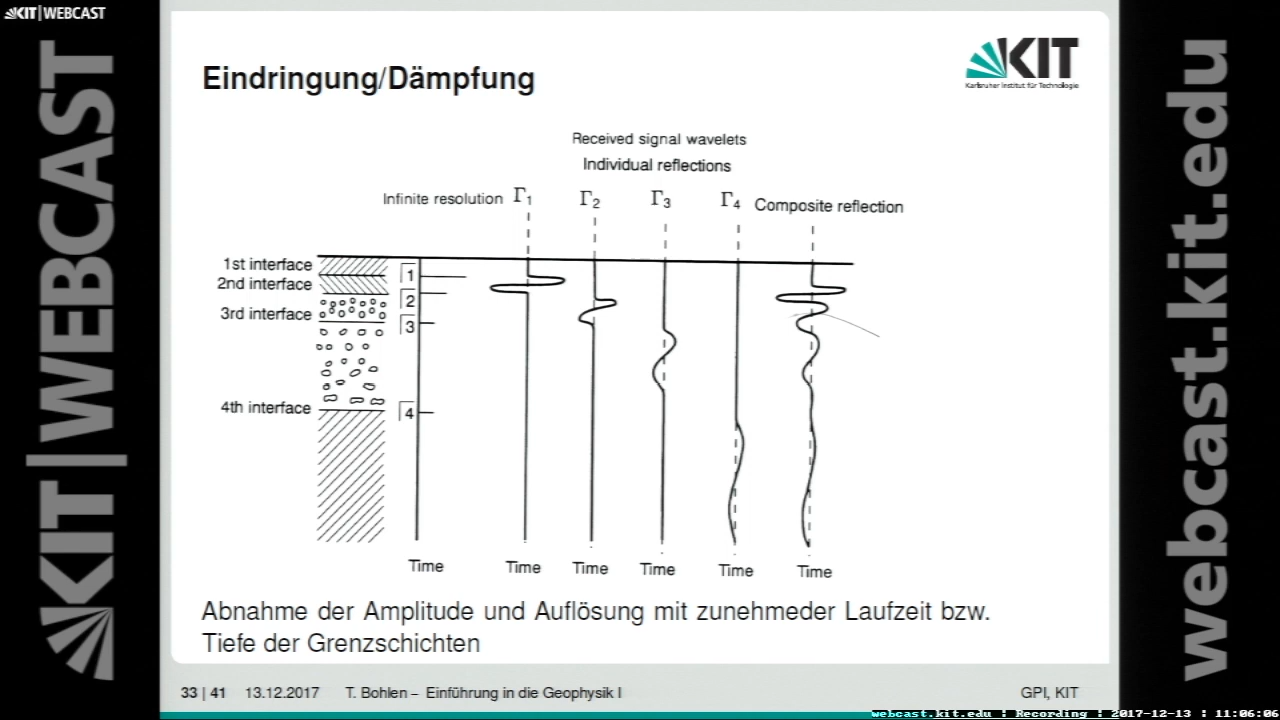 KIT|WEBCAST
KIT|WEBCAST
webcast.kit.edu
KIT
Karlsruher Institut für Technologie
Eindringung/Dämpfung
Received signal wavelets
Individual reflections
Infinite resolution Γ1 Γ2 Γ3 Γ4 Composite reflection
1st interface
1
2nd interface
2
3rd interface
3
4th interface
4
Time Time Time Time Time Time
Abnahme der Amplitude und Auflösung mit zunehmeder Laufzeit bzw.
Tiefe der Grenzschichten
33 | 41 13.12.2017 T. Bohlen – Einführung in die Geophysik I GPI, KIT
webcast.kit.edu : Recording : 2017-12-13 : 11:06:06